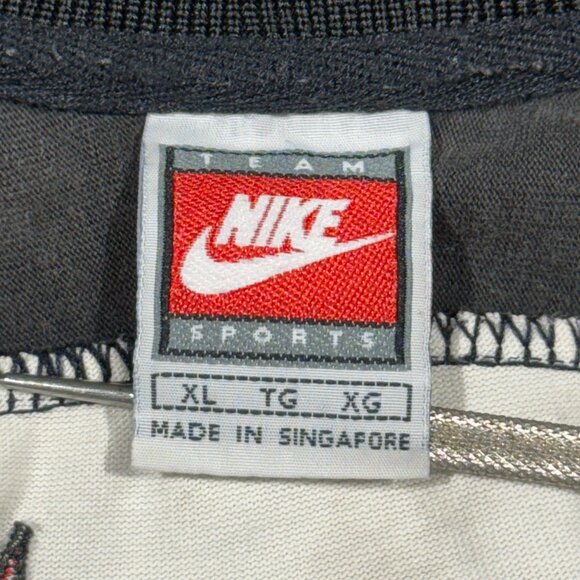 TEAM
NIKE
SPORTS
XL TG XG
MADE IN SINGAPORE